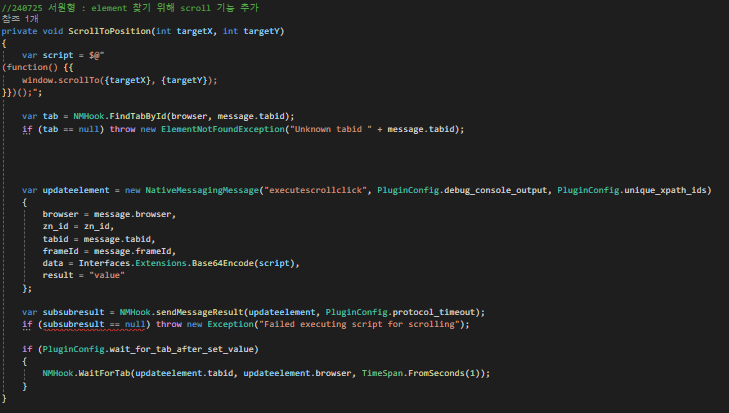 //240725 서원형 : element 찾기 위해 scroll 기능 추가
참조 1개
private void ScrollToPosition(int targetX, int targetY)
{
var script = $@"
(function() {{
window.scrollTo({targetX}, {targetY});
}})();";
var tab = NMHook.FindTabById(browser, message.tabid);
if (tab == null) throw new ElementNotFoundException("Unknown tabid " + message.tabid);
var updateelement = new NativeMessagingMessage("executescrollclick", PluginConfig.debug_console_output, PluginConfig.unique_xpath_ids)
{
browser = message.browser,
zn_id = zn_id,
tabid = message.tabid,
frameId = message.frameId,
data = Interfaces.Extensions.Base64Encode(script),
result = "value"
};
var subsubresult = NMHook.sendMessageResult(updateelement, PluginConfig.protocol_timeout);
if (subsubresult == null) throw new Exception("Failed executing script for scrolling");
if (PluginConfig.wait_for_tab_after_set_value)
{
NMHook.WaitForTab(updateelement.tabid, updateelement.browser, TimeSpan.FromSeconds(1));
}
}